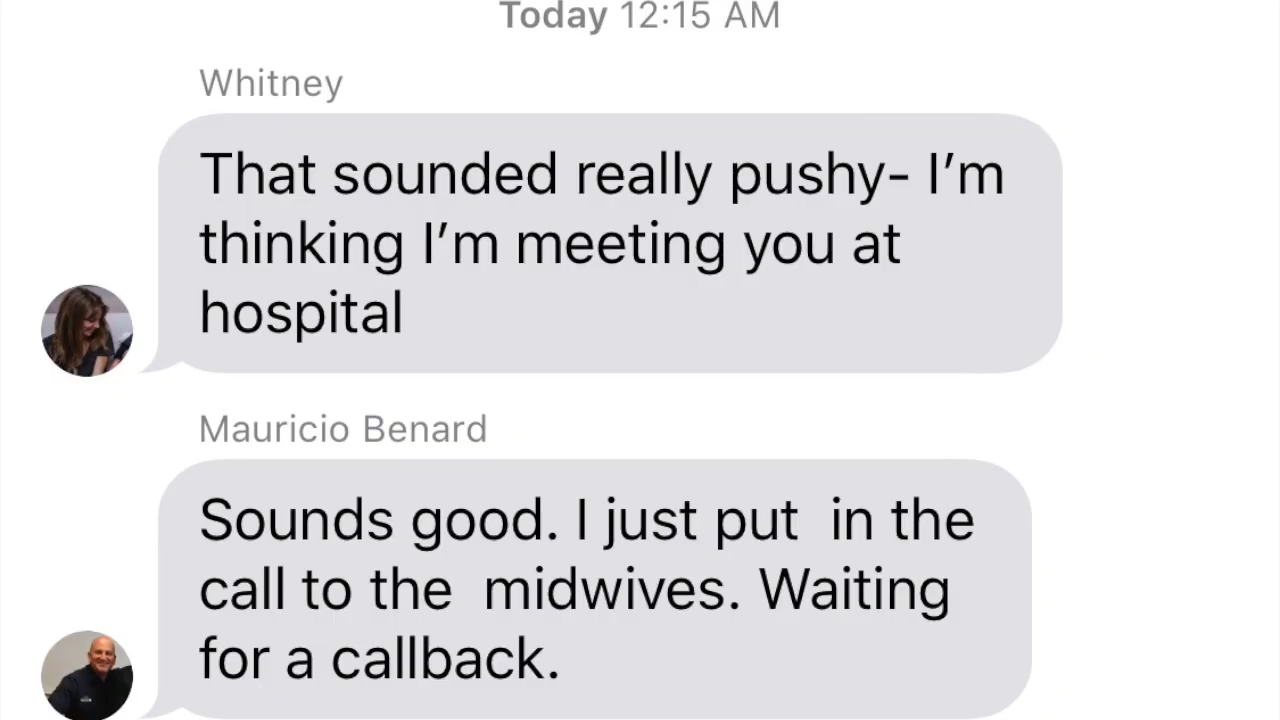 Today 12:15 AM
Whitney
That sounded really pushy- I’m
thinking I’m meeting you at
hospital
Mauricio Benard
Sounds good. I just put  in the
call to the  midwives. Waiting
for a callback.